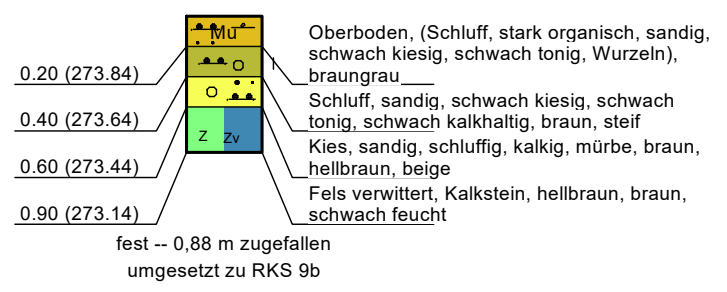 Mu
Oberboden, (Schluff, stark organisch, sandig,
schwach kiesig, schwach tonig, Wurzeln),
braungrau
0.20 (273.84)
Schluff, sandig, schwach kiesig, schwach
tonig, schwach kalkhaltig, braun, steif
0.40 (273.64)
Kies, sandig, schluffig, kalkig, mürbe, braun,
hellbraun, beige
0.60 (273.44)
Z Zv
Fels verwittert, Kalkstein, hellbraun, braun,
schwach feucht
0.90 (273.14)
fest -- 0,88 m zugefallen
umgesetzt zu RKS 9b